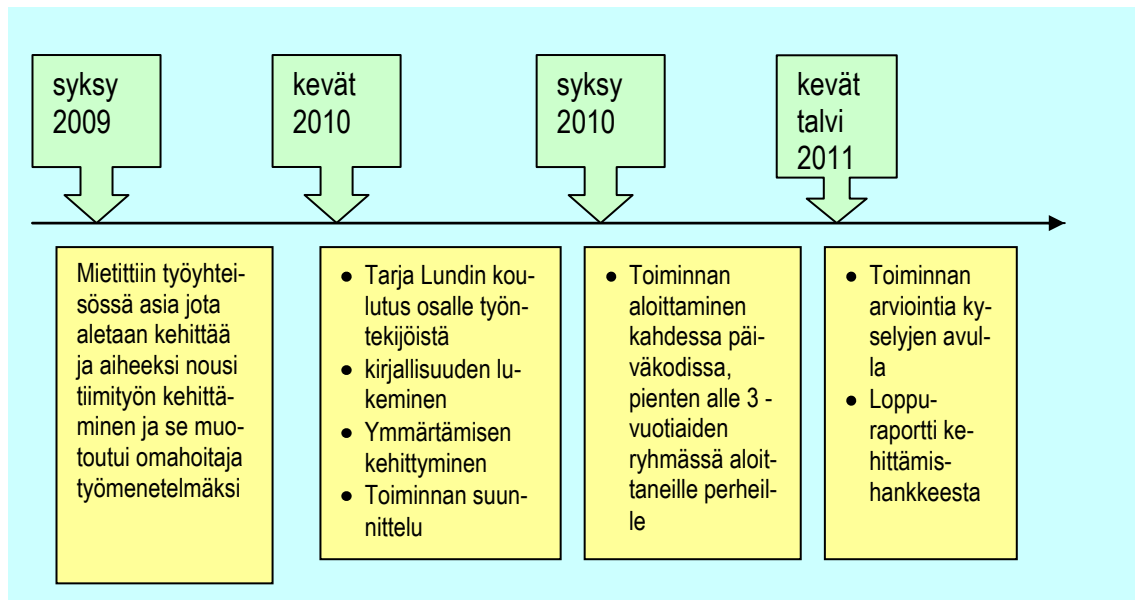 syksy
2009
kevät
2010
syksy
2010
kevät
talvi
2011
Mietittiin työyhtei-
sössä asia jota
aletaan kehittää
ja aiheeksi nousi
tiimityön kehittä-
minen ja se muo-
toutui omahoitaja
työmenetelmäksi
• Tarja Lundin kou-
lutus osalle työn-
tekijöistä
• kirjallisuuden lu-
keminen
• Ymmärtämisen
kehittyminen
• Toiminnan suun-
nittelu
• Toiminnan
aloittaminen
kahdessa päi-
väkodissa,
pienten alle 3 -
vuotiaiden
ryhmässä aloit-
taneille perheil-
le
• Toiminnan
arviointia ky-
selyjen avul-
la
• Loppu-
raportti ke-
hittämis-
hankkeesta